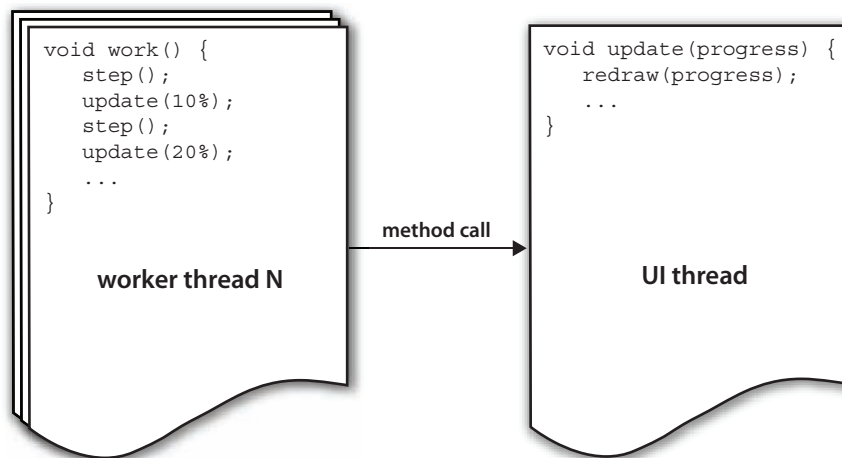 void work() {
step();
update(10%);
step();
update(20%);
...
}
worker thread N
method call
void update(progress) {
redraw(progress);
...
}
UI thread